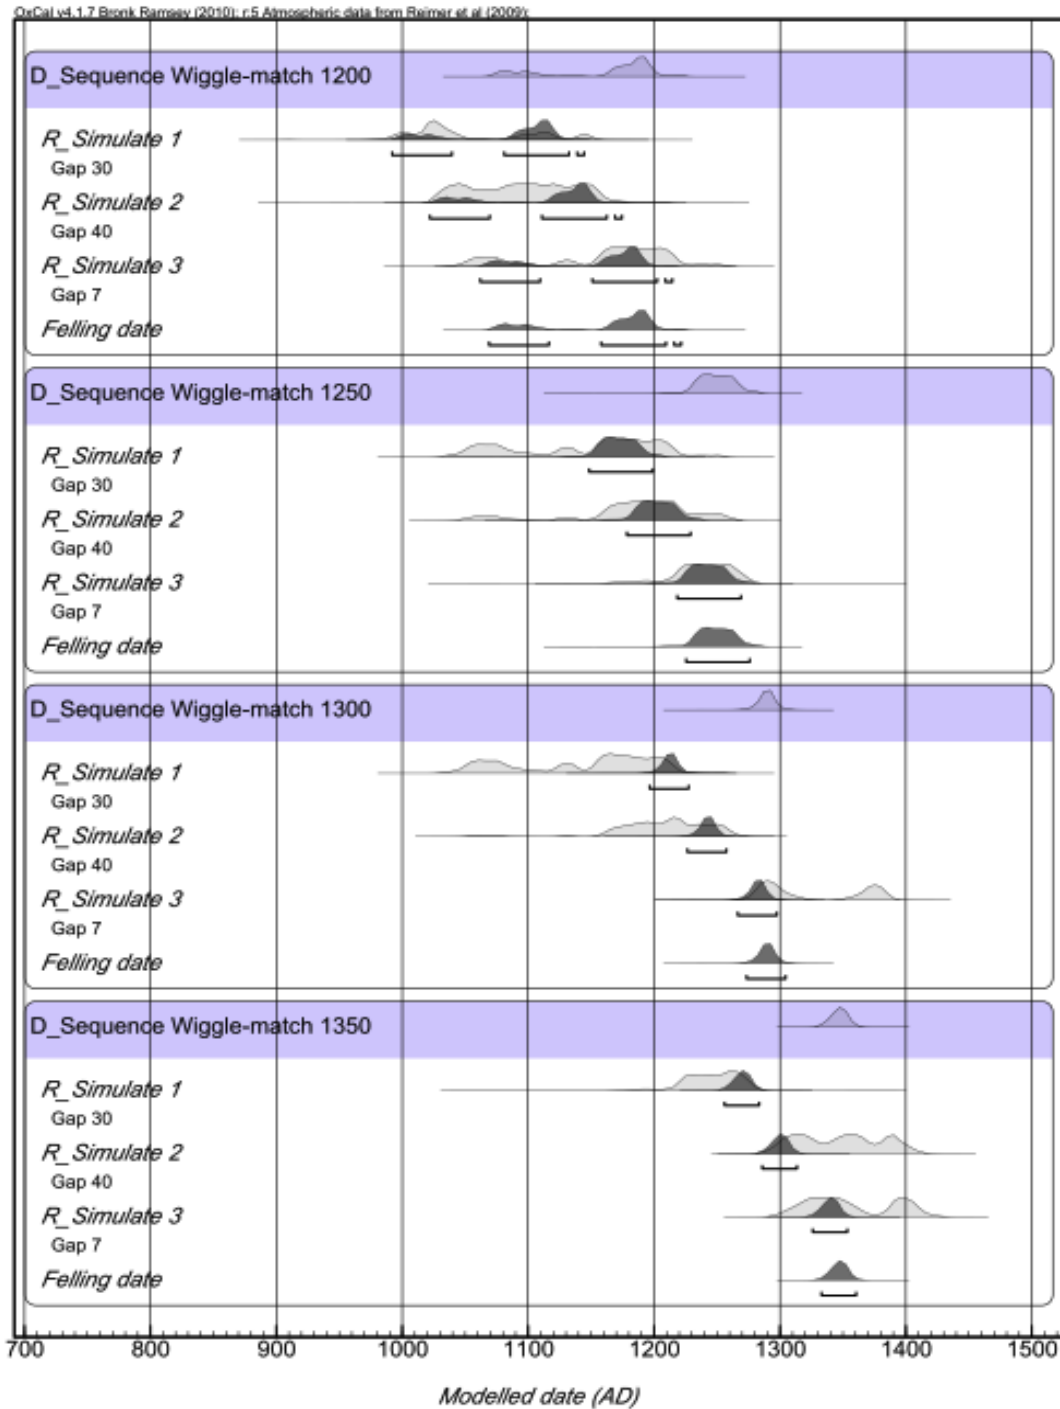 OxCal v4.1.7 Bronk Ramsey (2010); r:5 Atmospheric data from Reimer et al (2009);
D_Sequence Wiggle-match 1200
R_Simulate 1
Gap 30
R_Simulate 2
Gap 40
R_Simulate 3
Gap 7
Felling date
D_Sequence Wiggle-match 1250
R_Simulate 1
Gap 30
R_Simulate 2
Gap 40
R_Simulate 3
Gap 7
Felling date
D_Sequence Wiggle-match 1300
R_Simulate 1
Gap 30
R_Simulate 2
Gap 40
R_Simulate 3
Gap 7
Felling date
D_Sequence Wiggle-match 1350
R_Simulate 1
Gap 30
R_Simulate 2
Gap 40
R_Simulate 3
Gap 7
Felling date
700 800 900 1000 1100 1200 1300 1400 1500
Modelled date (AD)